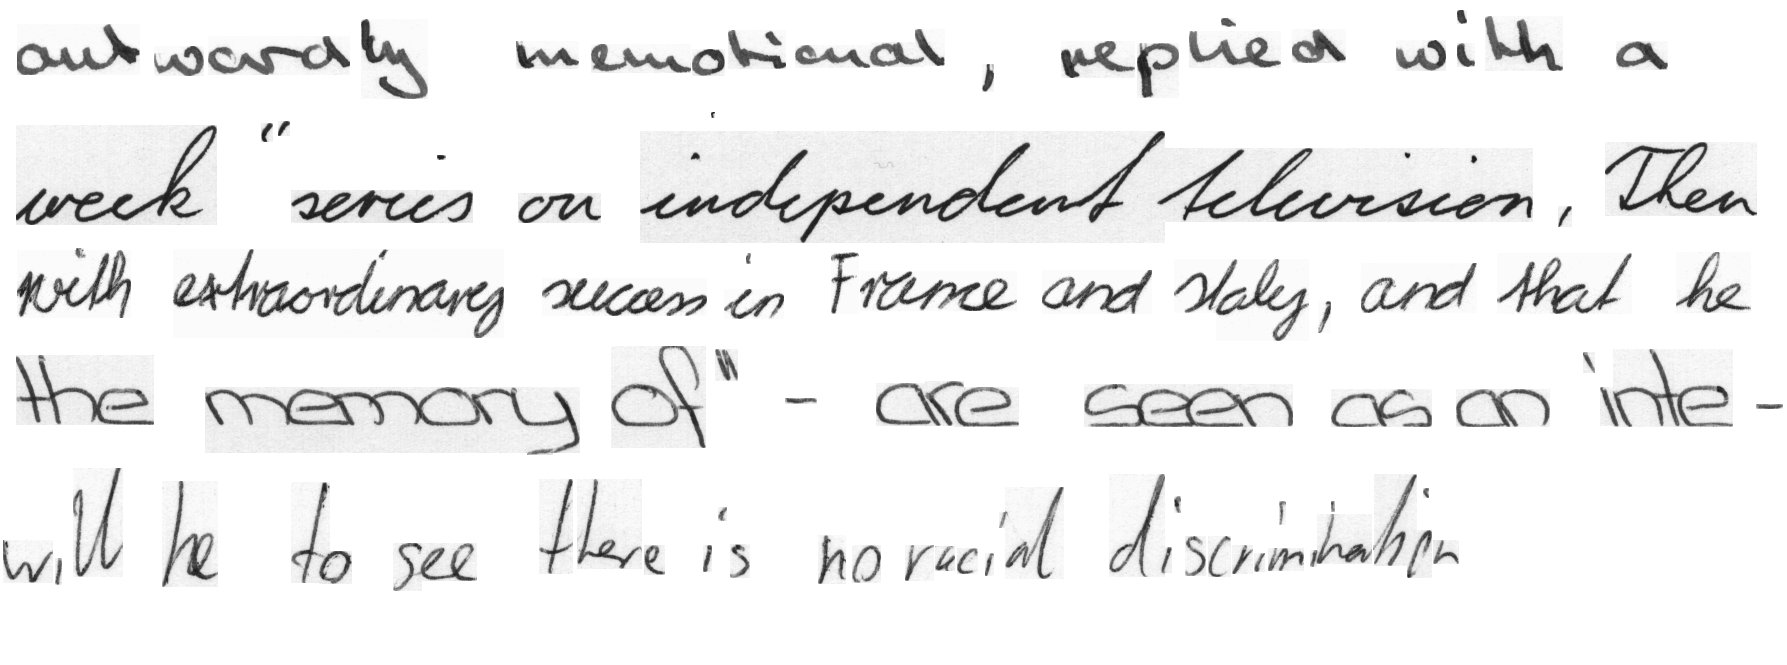 outwardly unemotional, replied with a
week" series on independent television, Then
with extraordinary success in France and Italy, and that he
the memory of" - are seen as an inte-
will he to see there is no racial discrimination